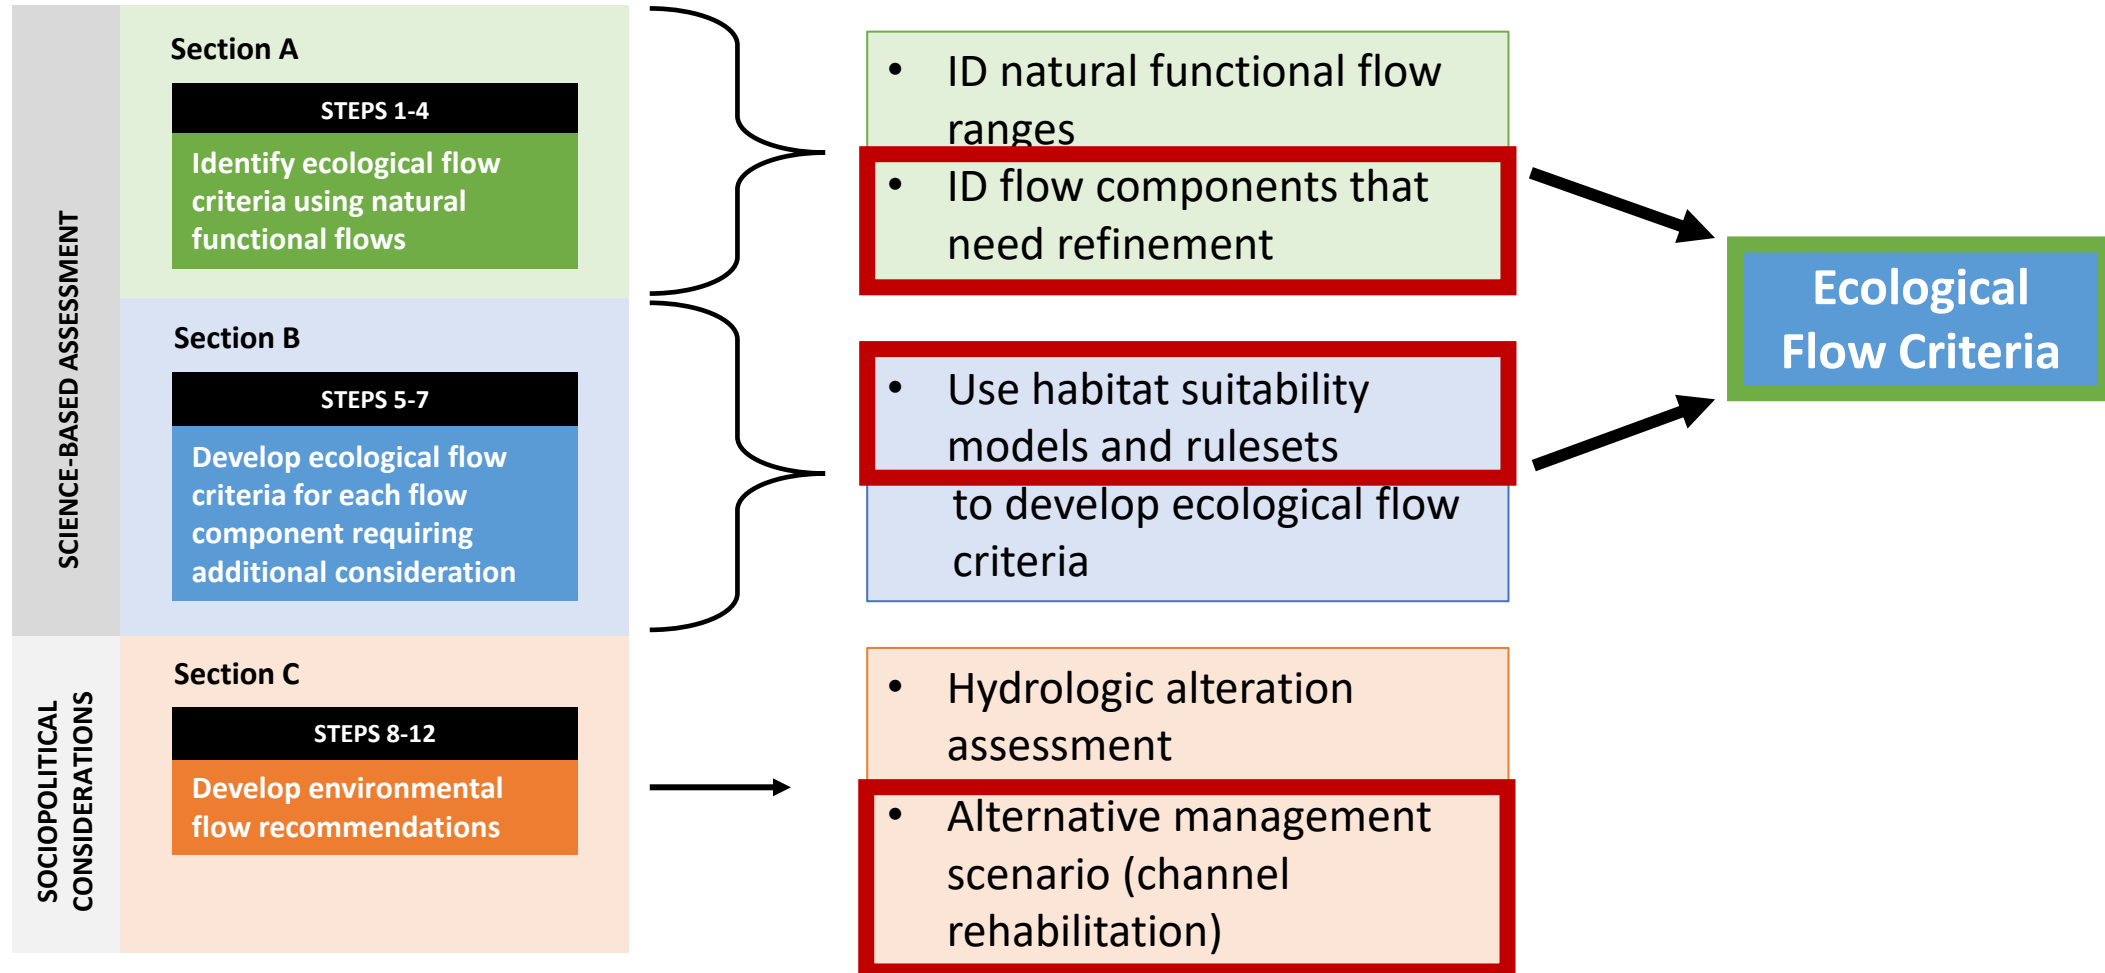 SCIENCE-BASED ASSESSMENT
Section A
STEPS 1-4
Identify ecological flow
criteria using natural
functional flows
• ID natural functional flow
ranges
• ID flow components that
need refinement
Section B
STEPS 5-7
Develop ecological flow
criteria for each flow
component requiring
additional consideration
• Use habitat suitability
models and rulesets
to develop ecological flow
criteria
Ecological
Flow Criteria
SOCIOPOLITICAL
CONSIDERATIONS
Section C
STEPS 8-12
Develop environmental
flow recommendations
• Hydrologic alteration
assessment
• Alternative management
scenario (channel
rehabilitation)